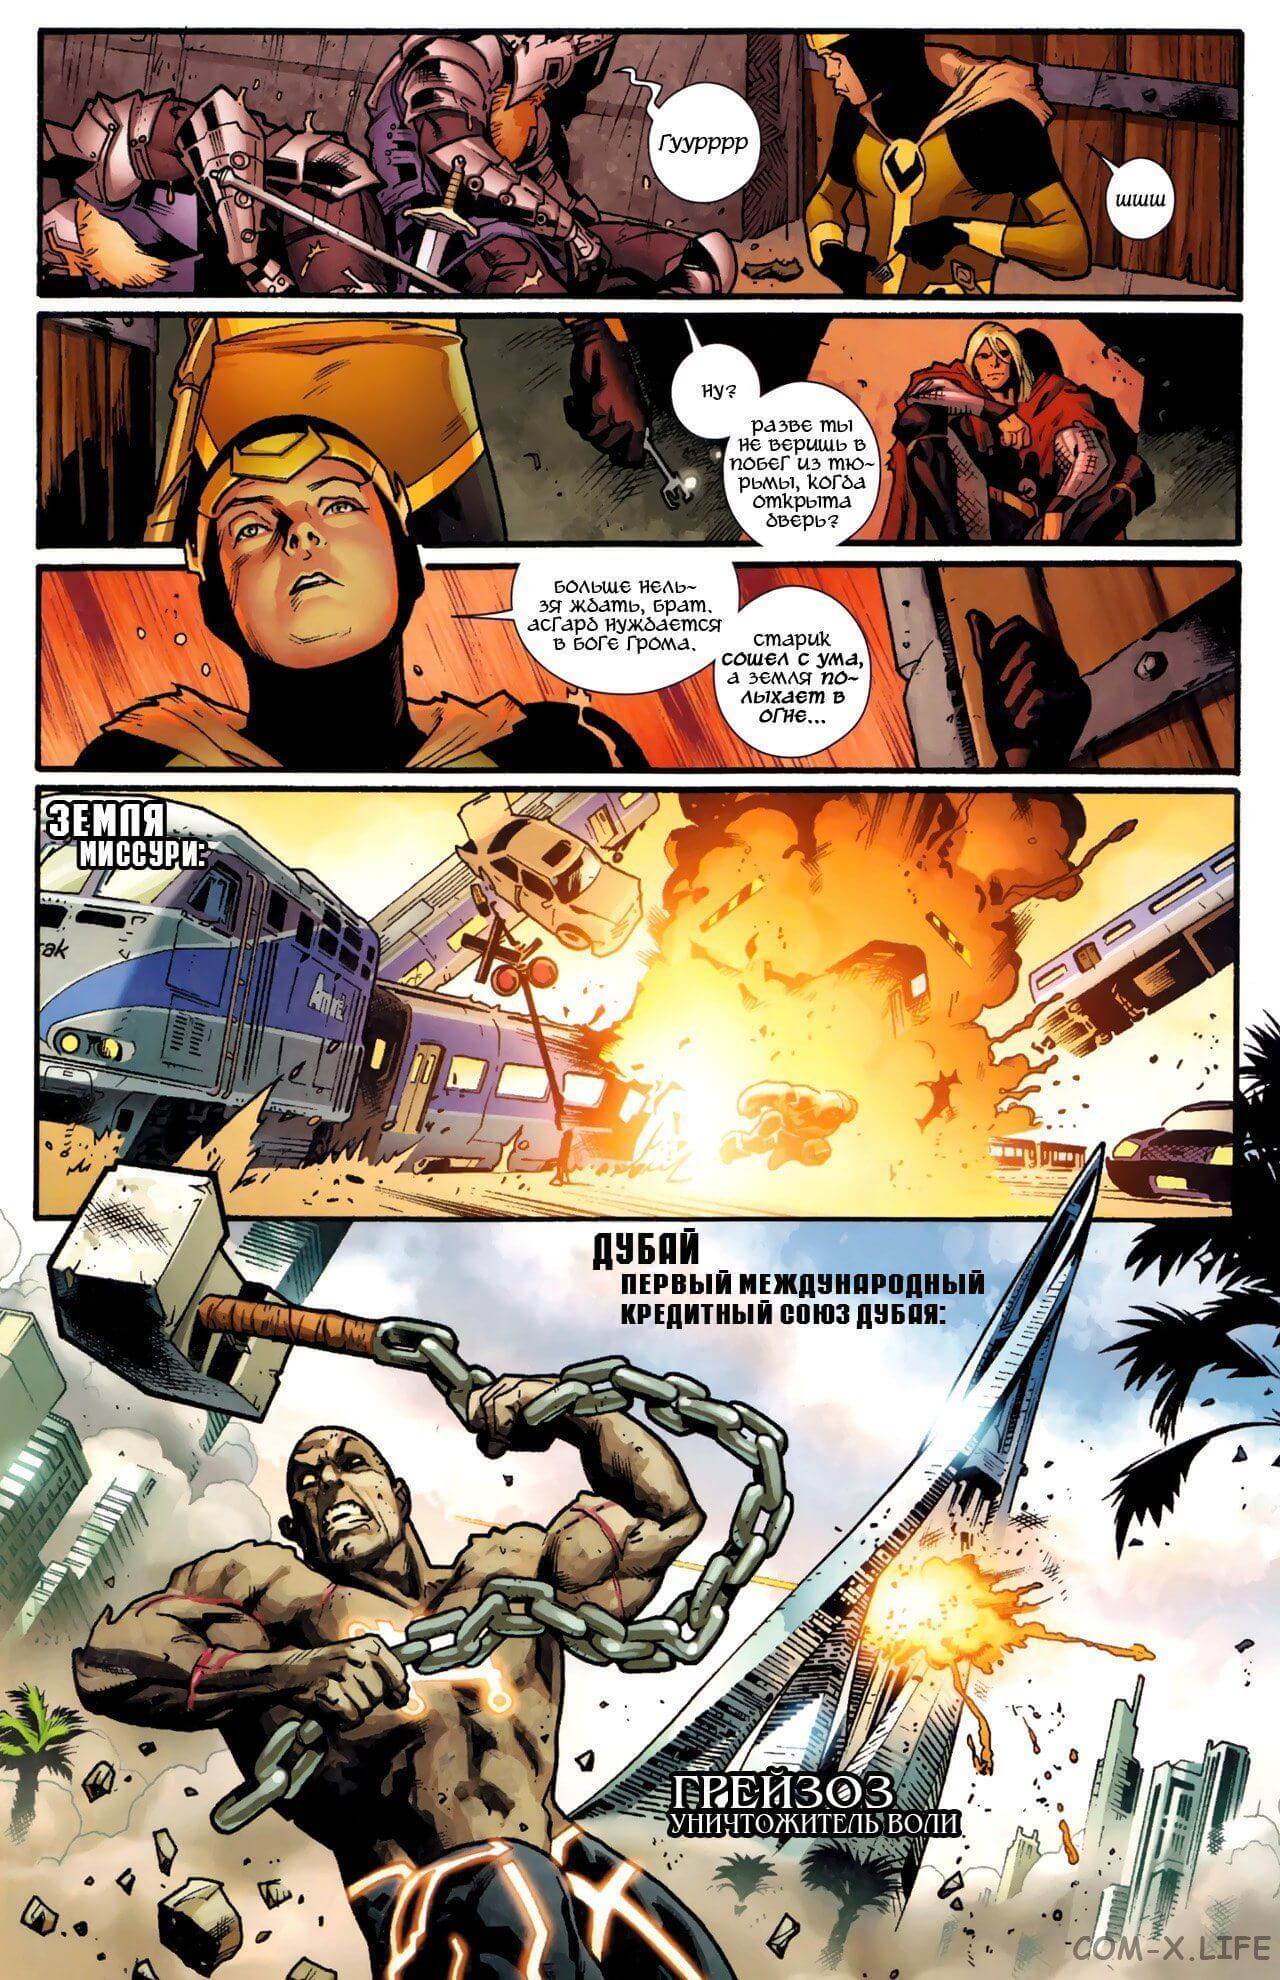 Гуурррр
шшш
ну?
разве ты
не веришь в
побег из тю-
рьмы, когда
открыта
дверь?
больше нель-
зя ждать, брат.
асгард нуждается
в боге грома.
старик
сошел с ума,
а земля по-
лыхает в
огне...
ЗЕМЛЯ
МИССУРИ:
ak
ДУБАЙ
ПЕРВЫЙ МЕЖДУНАРОДНЫЙ
КРЕДИТНЫЙ СОЮЗ ДУБАЯ:
ГРЕЙЗОЗ
УНИЧТОЖИТЕЛЬ ВОЛИ
COM-X.LIFE